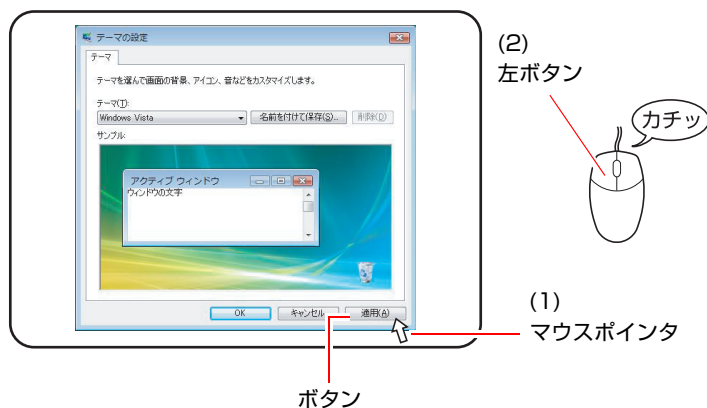 テーマの設定
テーマ
テーマを選んで画面の背景、アイコン、音などをカスタマイズします。
テーマ(T):
Windows Vista
名前を付けて保存(S)...
削除(D)
サンプル:
アクティブ ウィンドウ
ウィンドウの文字
OK
キャンセル
適用(A)
(2)
左ボタン
カチッ
(1)
マウスポインタ
ボタン